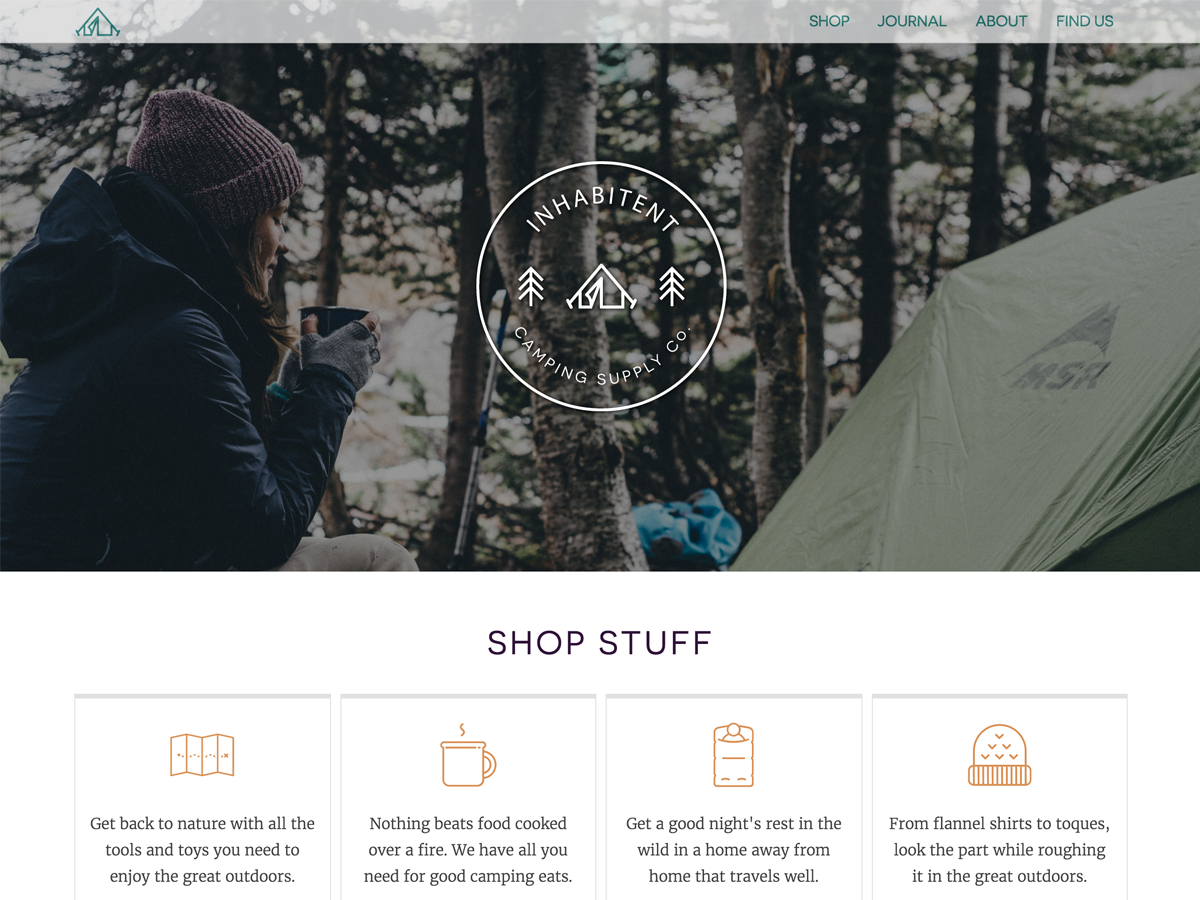 SHOP JOURNAL ABOUT FIND US
INHABITENT
CAMPING SUPPLY Co.
MSR
SHOP STUFF
Get back to nature with all the
tools and toys you need to
enjoy the great outdoors.
Nothing beats food cooked
over a fire. We have all you
need for good camping eats.
Get a good night's rest in the
wild in a home away from
home that travels well.
From flannel shirts to toques,
look the part while roughing
it in the great outdoors.